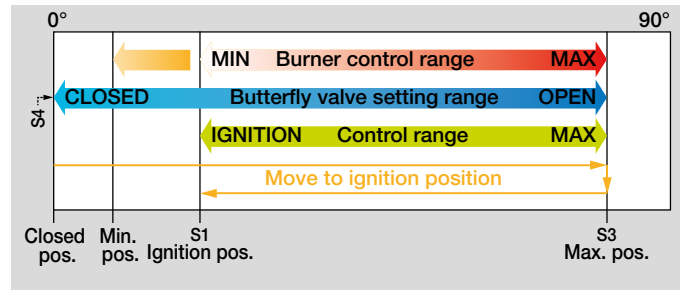 0° 90°
MIN Burner control range MAX
CLOSED Butterfly valve setting range OPEN
S4
IGNITION Control range MAX
Move to ignition position
Closed Min. S1 S3
pos. pos. Ignition pos. Max. pos.